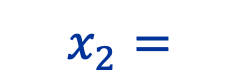 x₂ =